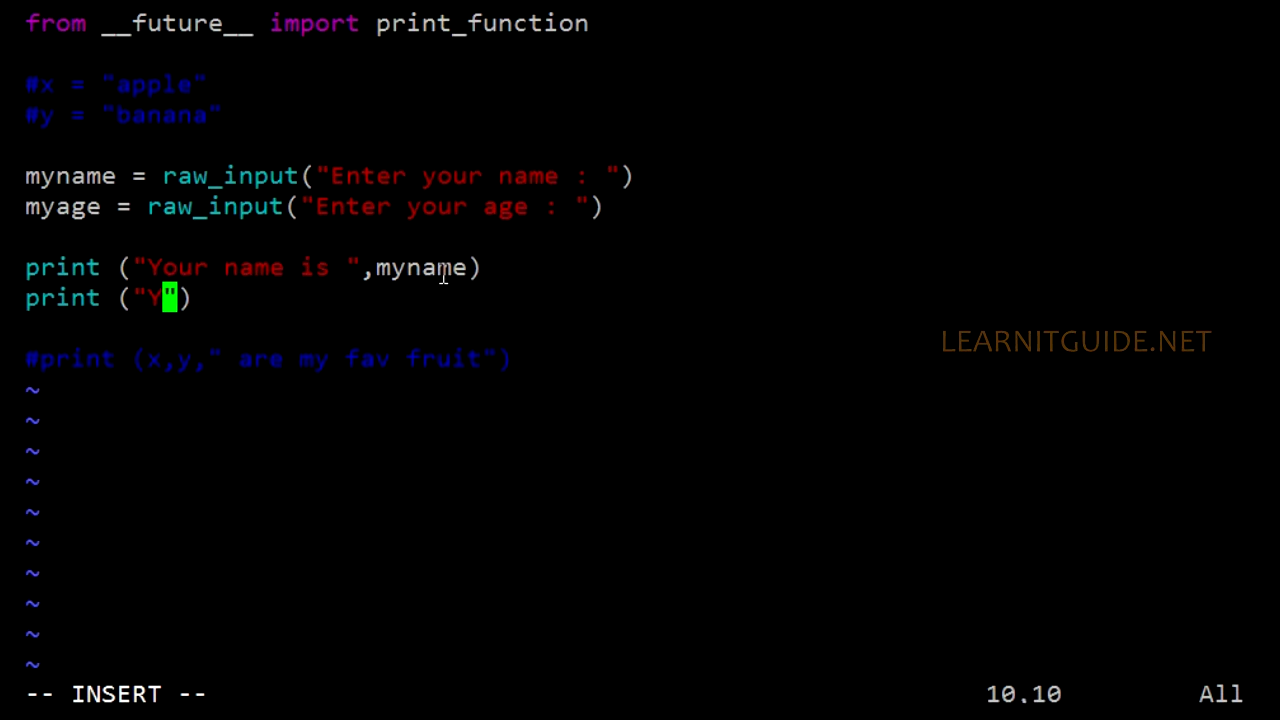 from __future__ import print_function
#x = "apple"
#y = "banana"
myname = raw_input("Enter your name : ")
myage = raw_input("Enter your age : ")
print ("Your name is ",myname)
print ("Y")
LEARNITGUIDE.NET
#print (x,y," are my fav fruit")
~
~
~
~
~
~
~
~
~
~
-- INSERT -- 10,10 All